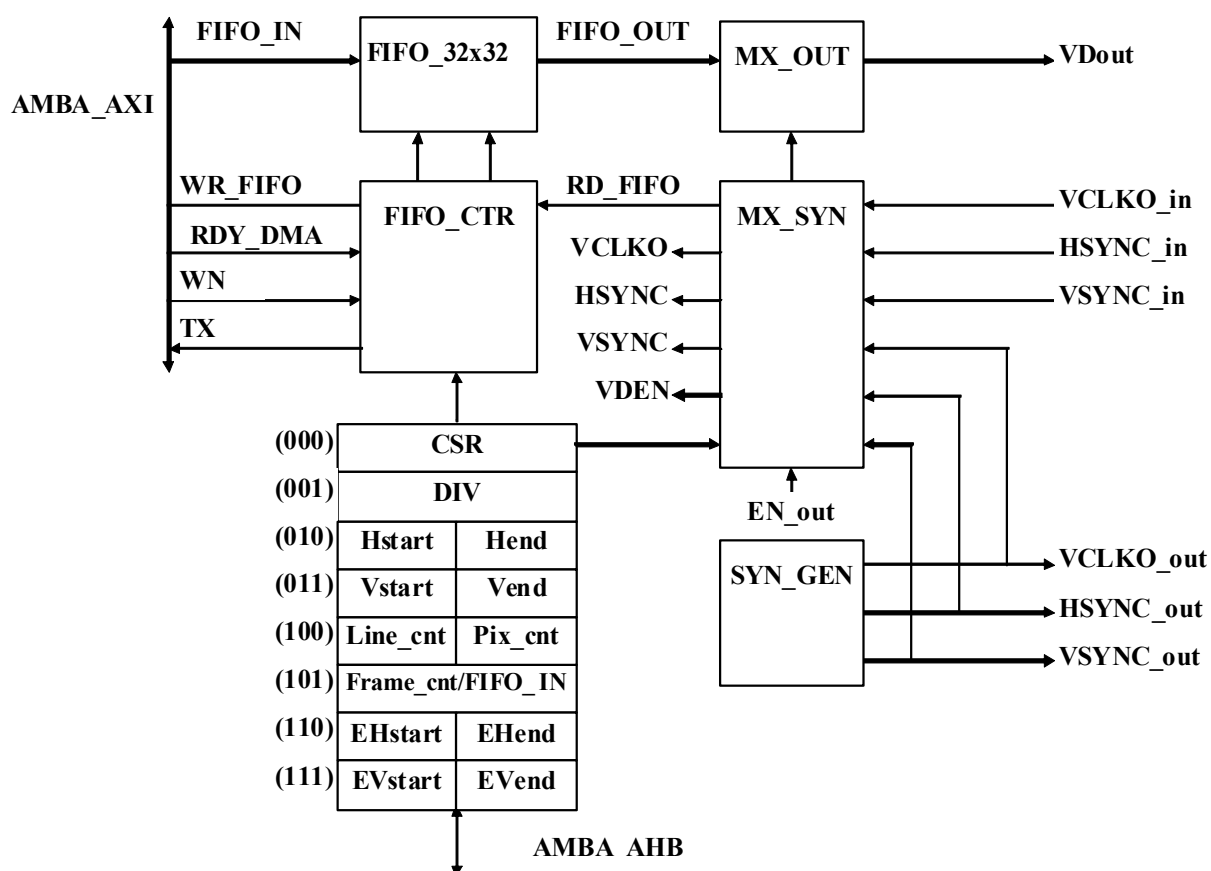 FIFO_IN
FIFO_32x32
FIFO_OUT
MX_OUT
VDout
AMBA_AXI
WR_FIFO
FIFO_CTR
RD_FIFO
MX_SYN
VCLKO_in
RDY_DMA
VCLKO
HSYNC_in
WN
HSYNC
VSYNC_in
TX
VSYNC
VDEN
(000) CSR
(001) DIV
EN_out
(010) Hstart Hend
(011) Vstart Vend
SYN_GEN
VCLKO_out
(100) Line_cnt Pix_cnt
HSYNC_out
(101) Frame_cnt/FIFO_IN
VSYNC_out
(110) EHstart EHend
(111) EVstart EVend
AMBA AHB